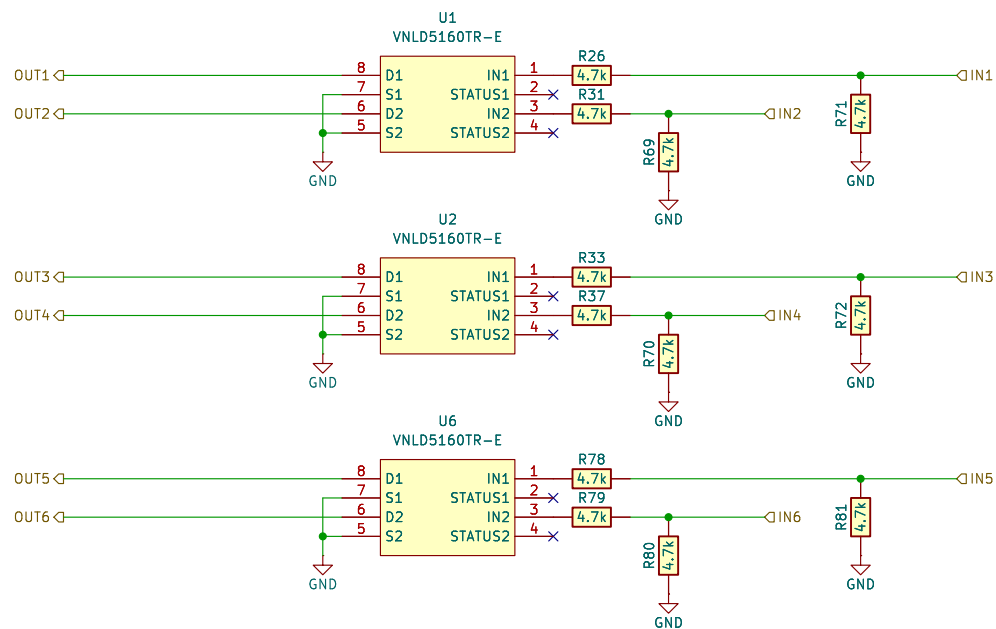 U1
VNLD5160TR-E
R26
OUT1 8 D1 IN1 1 4.7k IN1
7 S1 STATUS1 2 R31
OUT2 6 D2 IN2 3 4.7k IN2 R71 4.7k
5 S2 STATUS2 4 R69 4.7k
GND GND
GND
U2
VNLD5160TR-E
R33
OUT3 8 D1 IN1 1 4.7k IN3
7 S1 STATUS1 2 R37
OUT4 6 D2 IN2 3 4.7k IN4 R72 4.7k
5 S2 STATUS2 4 R70 4.7k
GND GND
GND
U6
VNLD5160TR-E
R78
OUT5 8 D1 IN1 1 4.7k IN5
7 S1 STATUS1 2 R79
OUT6 6 D2 IN2 3 4.7k IN6 R81 4.7k
5 S2 STATUS2 4 R80 4.7k
GND GND
GND